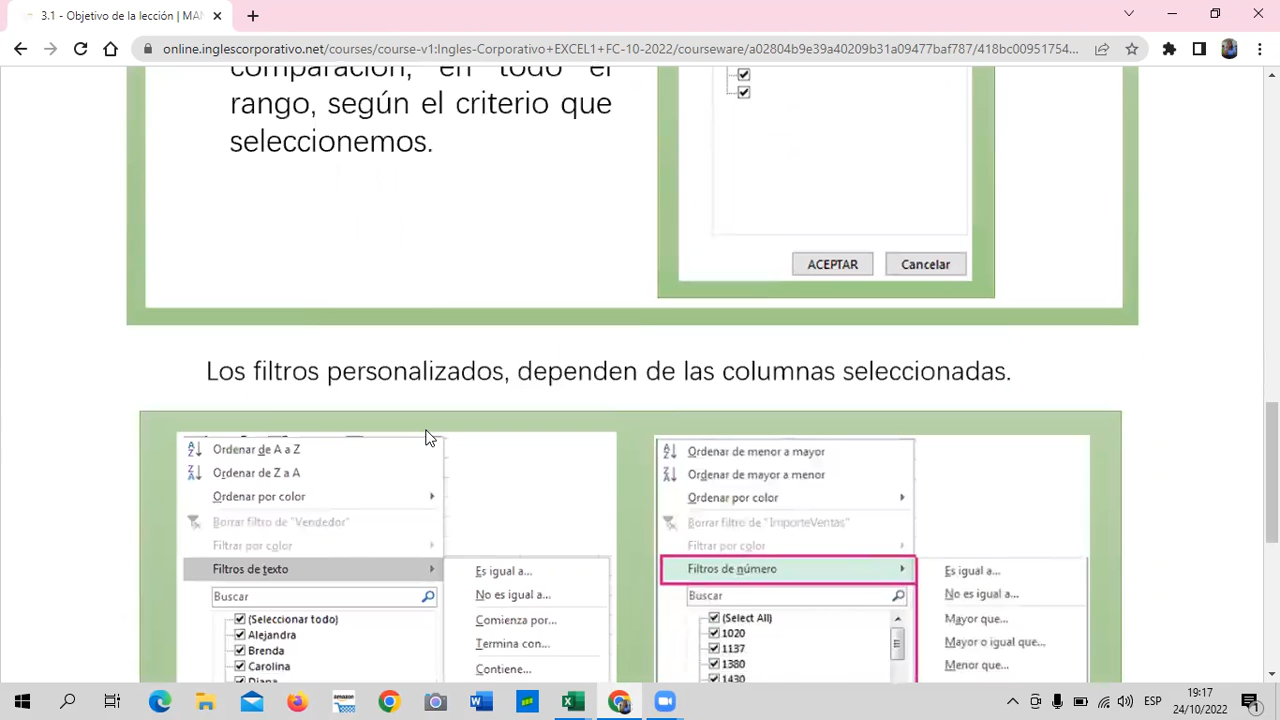 3.1 - Objetivo de la lección | MAN
online.inglescorporativo.net/courses/course-v1:Ingles-Corporativo+EXCEL1+FC-10-2022/courseware/a02804b9e39a40209b31a09477baf787/418bc00951754...
comparación, en todo el
rango, según el criterio que
seleccionemos.
ACEPTAR Cancelar
Los filtros personalizados, dependen de las columnas seleccionadas.
Ordenar de A a Z
Ordenar de Z a A
Ordenar por color
Borrar filtro de "Vendedor"
Filtrar por color
Filtros de texto
Buscar
(Seleccionar todo)
Alejandra
Brenda
Carolina
Diana
Es igual a...
No es igual a...
Comienza por...
Termina con...
Contiene...
Ordenar de menor a mayor
Ordenar de mayor a menor
Ordenar por color
Borrar filtro de "ImporteVentas"
Filtrar por color
Filtros de número
Buscar
(Select All)
1020
1137
1380
1430
Es igual a...
No es igual a...
Mayor que...
Mayor o igual que...
Menor que...
amazon
ESP
19:17
24/10/2022